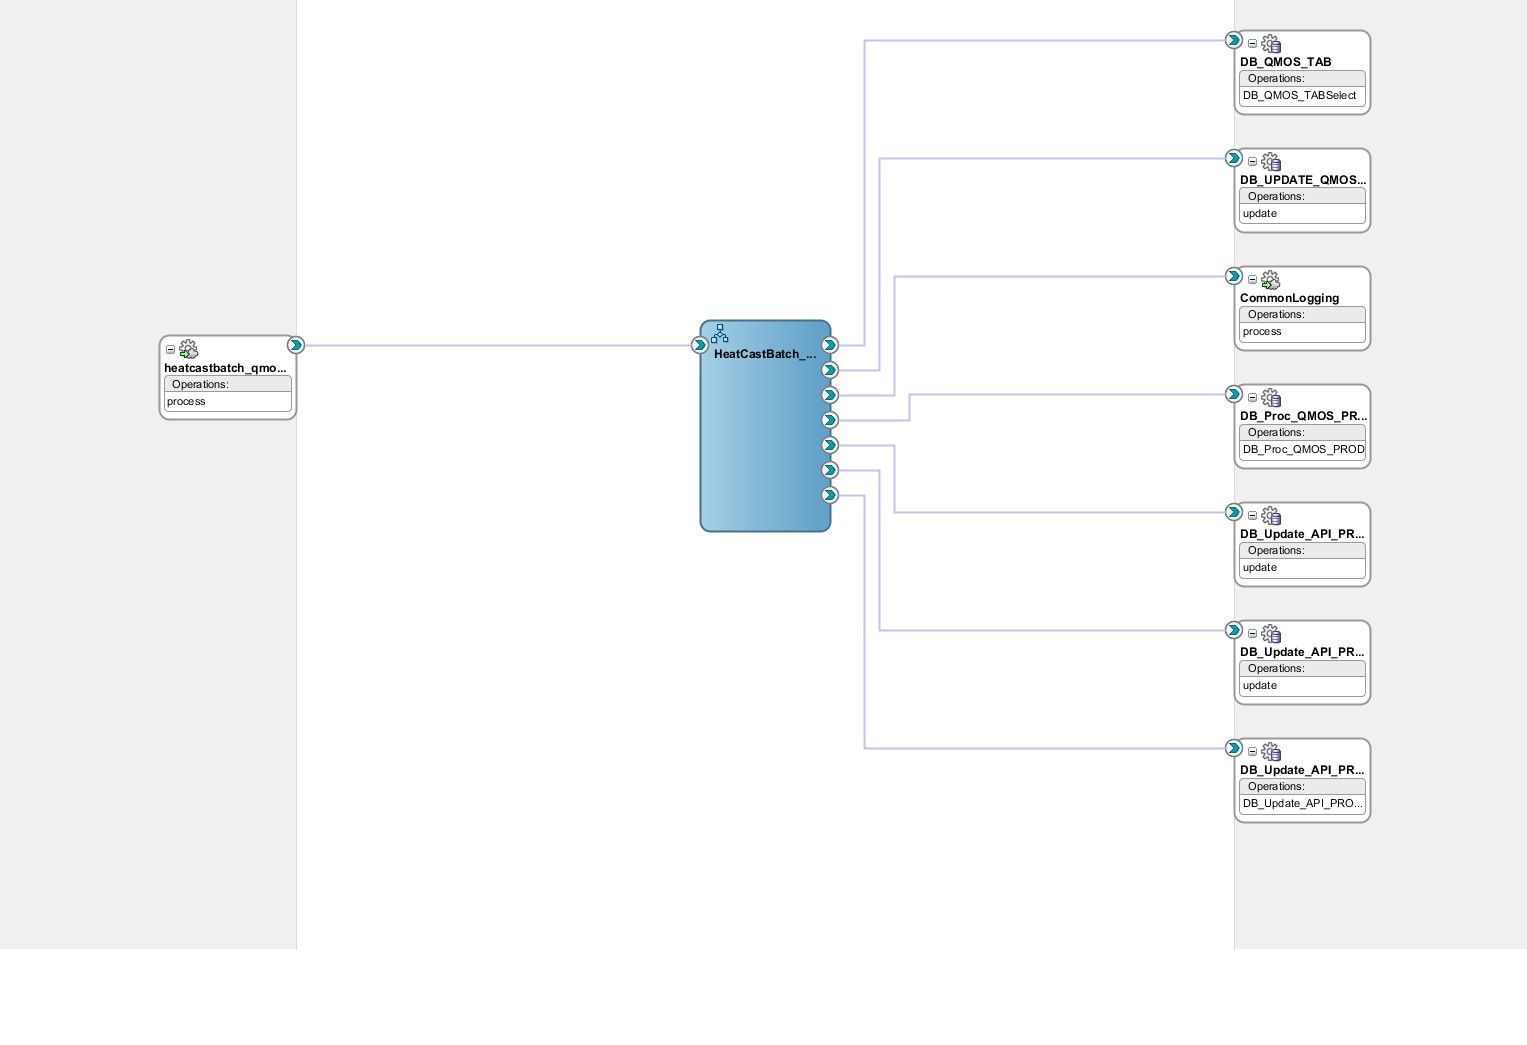 DB_QMOS_TAB
Operations:
DB_QMOS_TABSelect
DB_UPDATE_QMOS...
Operations:
update
CommonLogging
Operations:
process
heatcastbatch_qmo...
Operations:
process
HeatCastBatch_...
DB_Proc_QMOS_PR...
Operations:
DB_Proc_QMOS_PROD
DB_Update_API_PR...
Operations:
update
DB_Update_API_PR...
Operations:
update
DB_Update_API_PR...
Operations:
DB_Update_API_PRO...